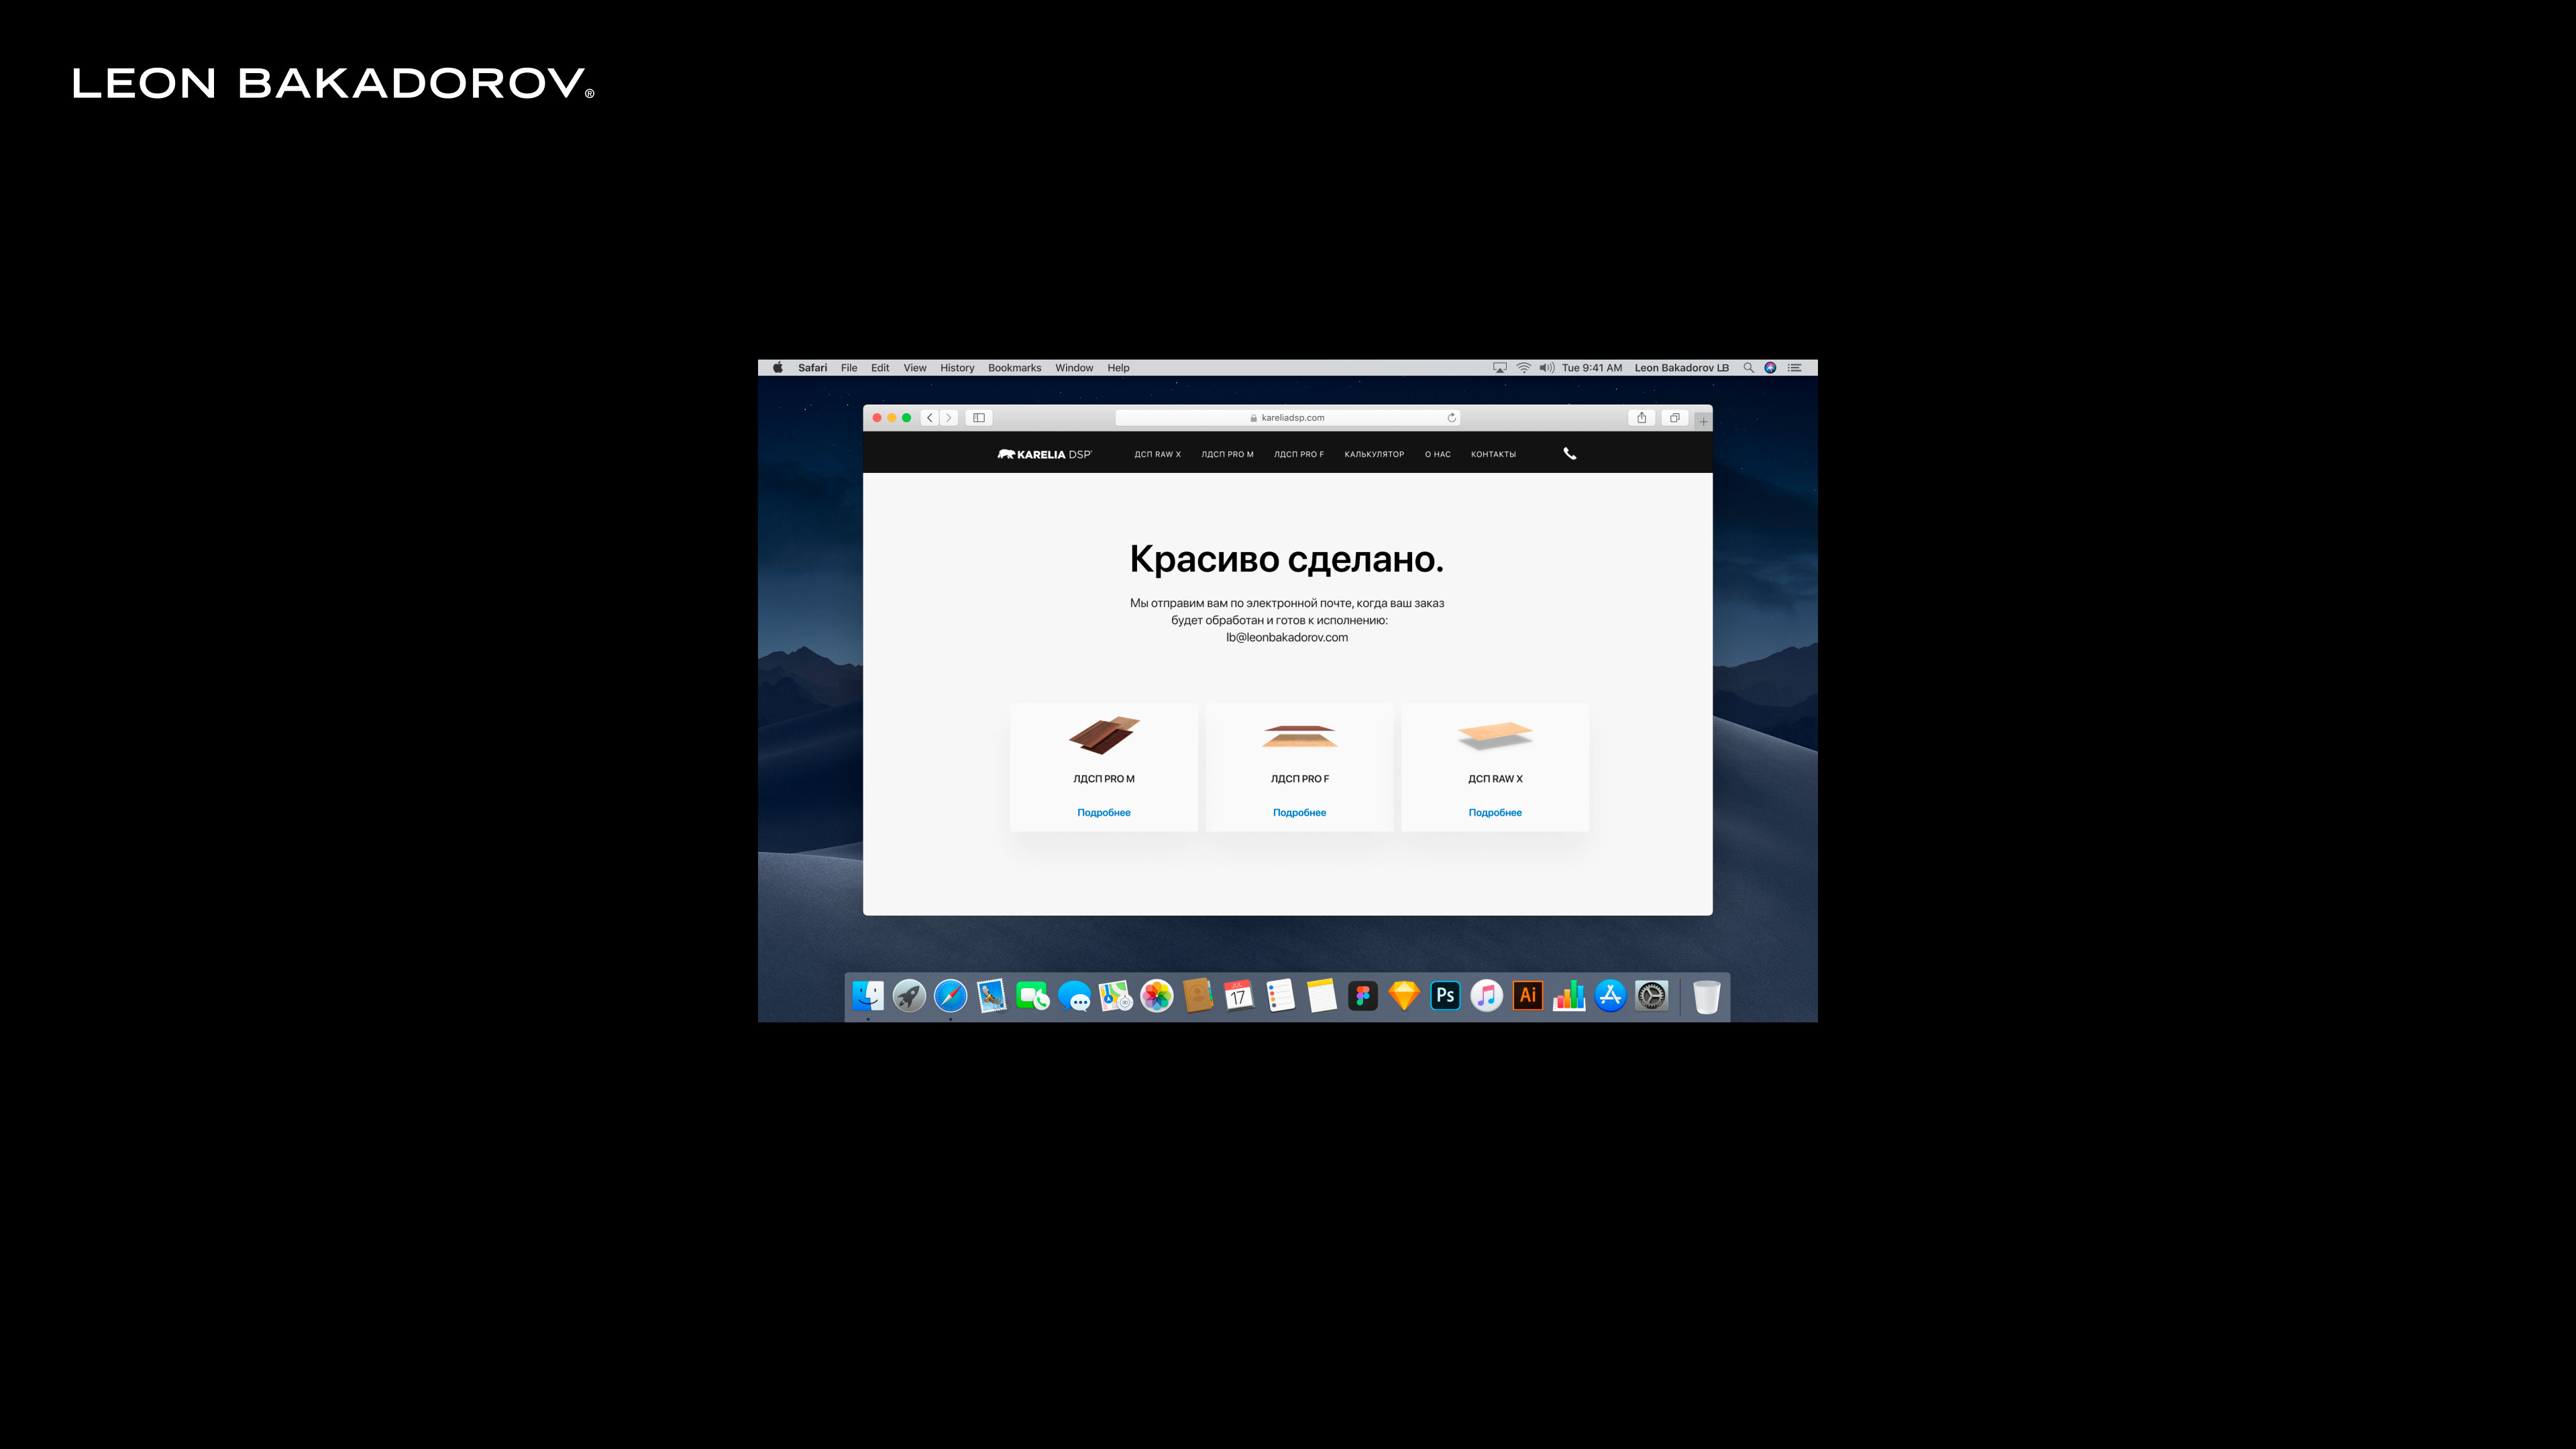 LEON BAKADOROV®
Safari File Edit View History Bookmarks Window Help Tue 9:41 AM Leon Bakadorov LB
kareliadsp.com
KARELIA DSP ДСП RAW X ЛДСП PRO M ЛДСП PRO F КАЛЬКУЛЯТОР О НАС КОНТАКТЫ
Красиво сделано.
Мы отправим вам по электронной почте, когда ваш заказ
будет обработан и готов к исполнению:
lb@leonbakadorov.com
ЛДСП PRO M ЛДСП PRO F ДСП RAW X
Подробнее Подробнее Подробнее
JUL
17 Ps Ai